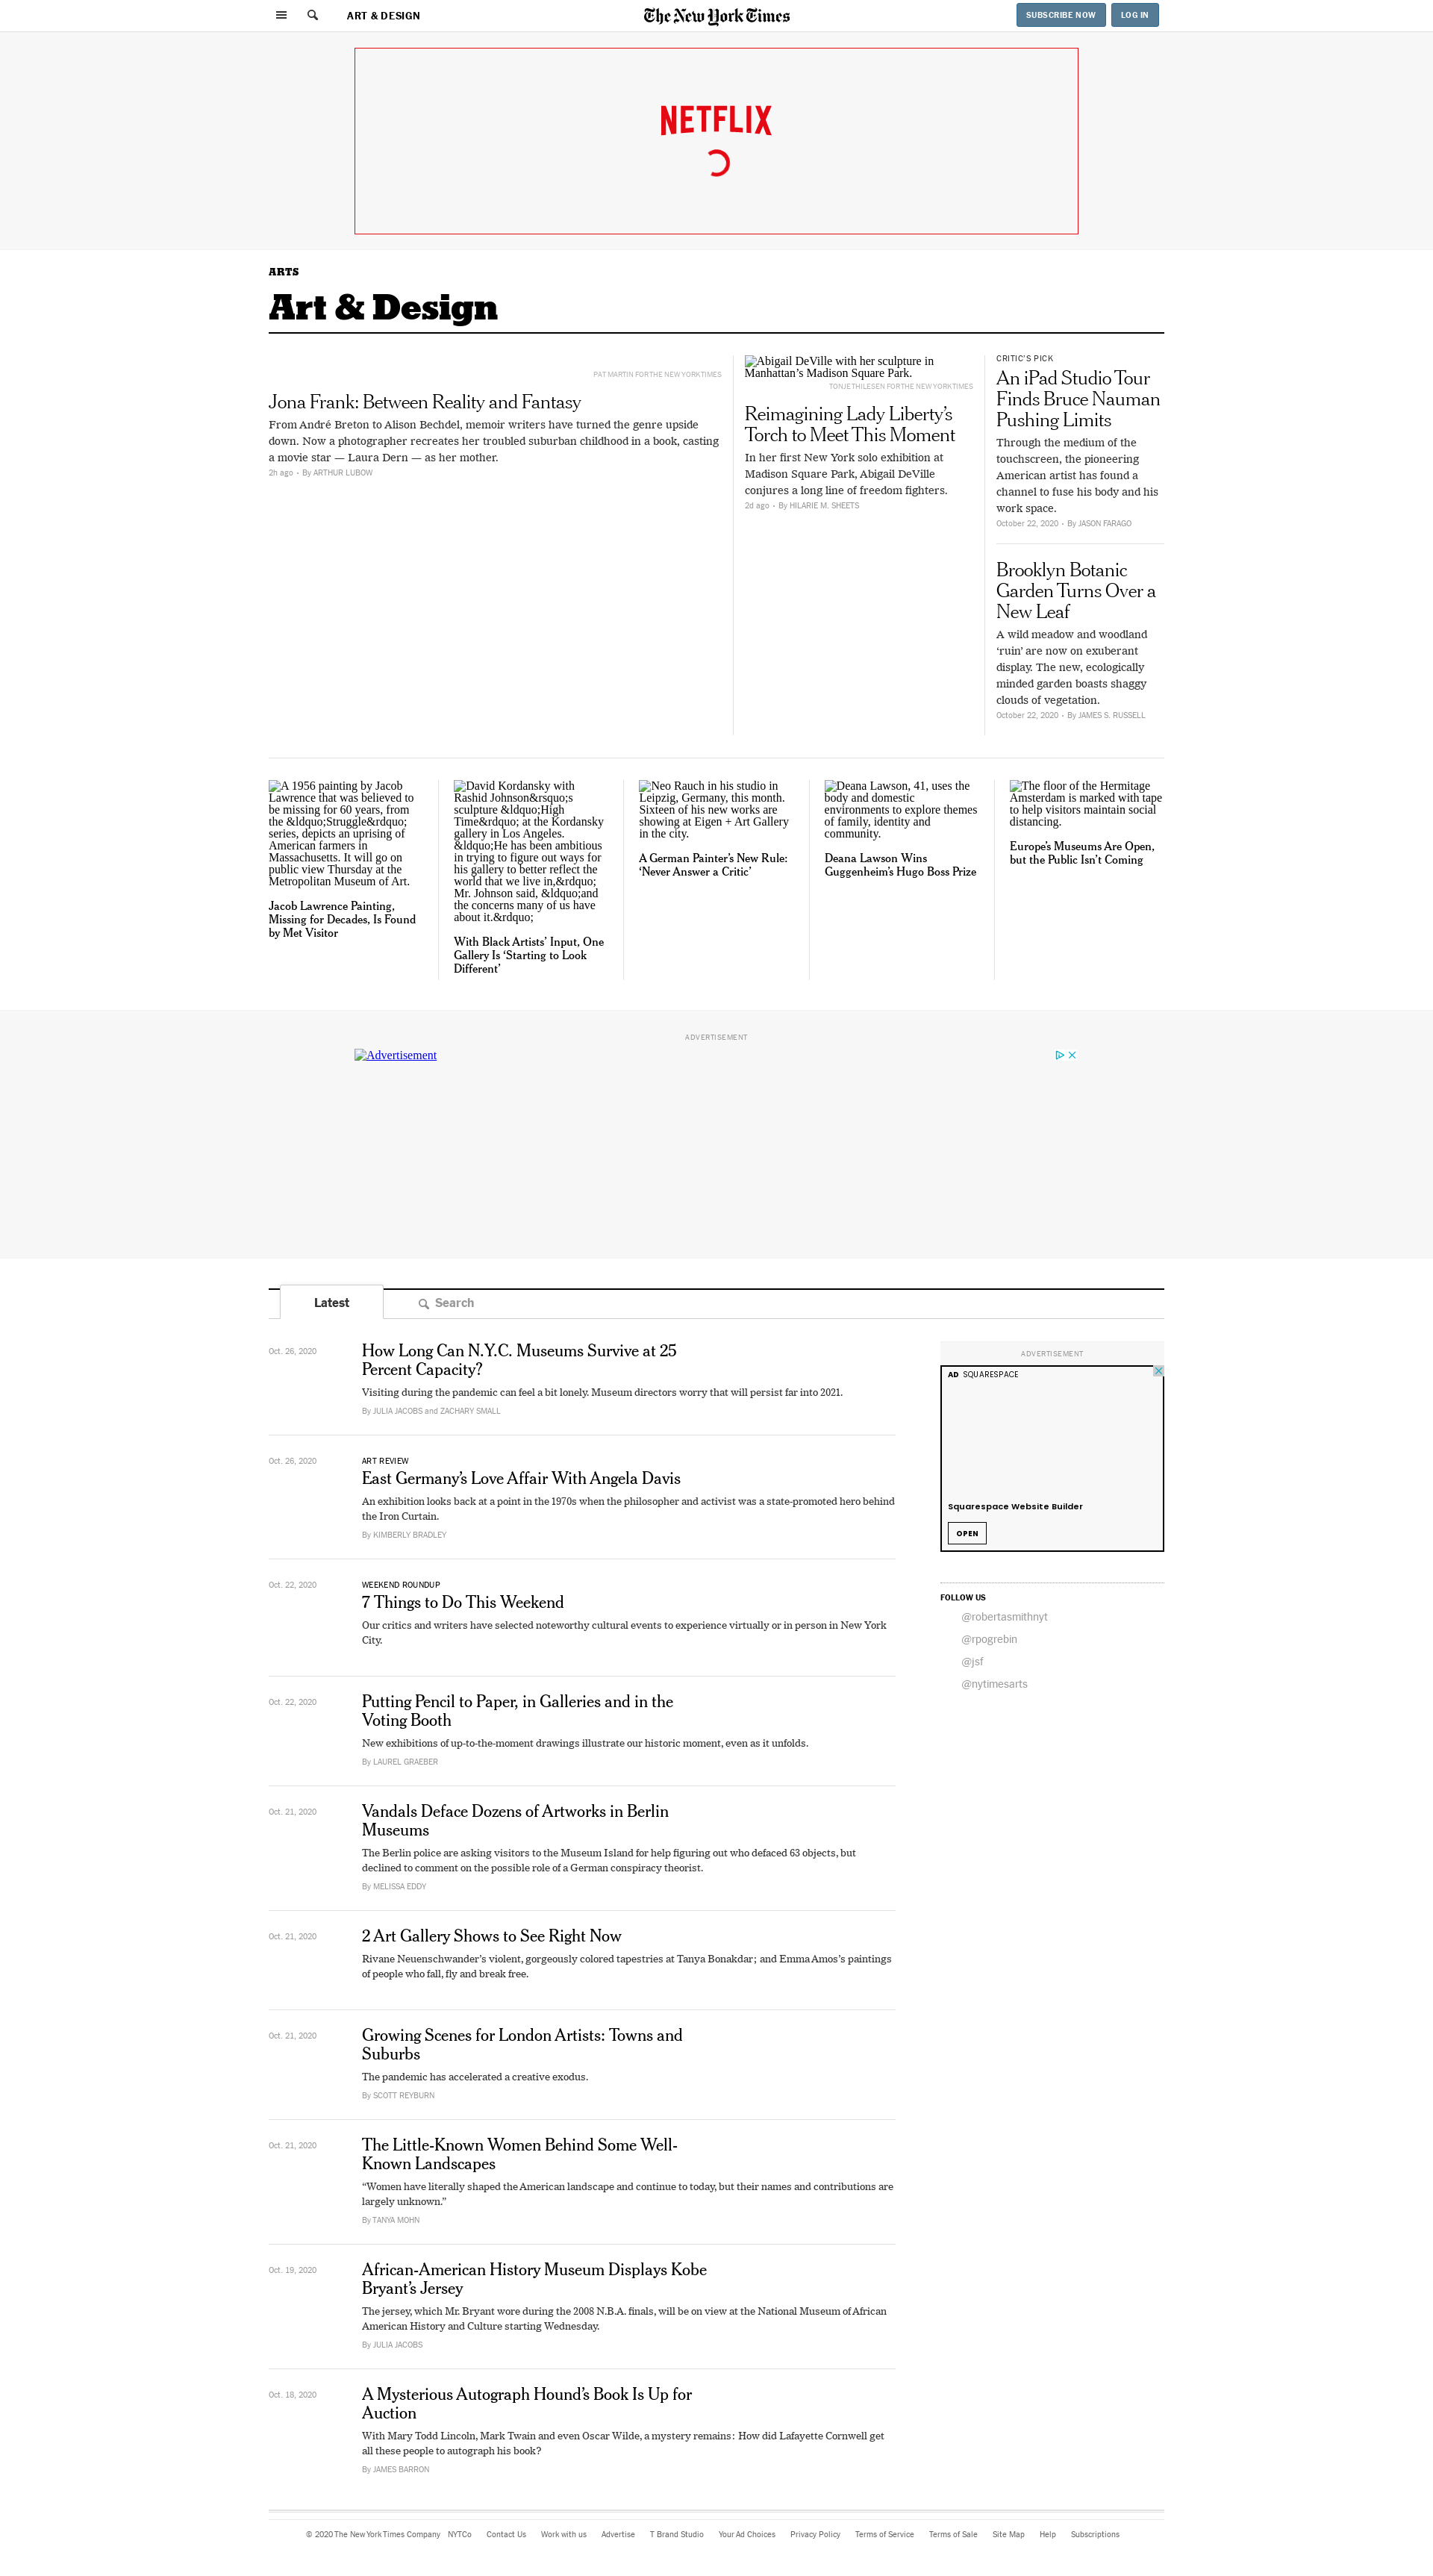 ART & DESIGN
The New York Times
SUBSCRIBE NOW
LOG IN
NETFLIX
ARTS
Art & Design
PAT MARTIN FOR THE NEW YORK TIMES
Jona Frank: Between Reality and Fantasy
From André Breton to Alison Bechdel, memoir writers have turned the genre upside
down. Now a photographer recreates her troubled suburban childhood in a book, casting
a movie star — Laura Dern — as her mother.
2h ago • By ARTHUR LUBOW
Abigail DeVille with her sculpture in
Manhattan’s Madison Square Park.
TONJE THILESEN FOR THE NEW YORK TIMES
Reimagining Lady Liberty’s
Torch to Meet This Moment
In her first New York solo exhibition at
Madison Square Park, Abigail DeVille
conjures a long line of freedom fighters.
2d ago • By HILARIE M. SHEETS
CRITIC’S PICK
An iPad Studio Tour
Finds Bruce Nauman
Pushing Limits
Through the medium of the
touchscreen, the pioneering
American artist has found a
channel to fuse his body and his
work space.
October 22, 2020 • By JASON FARAGO
Brooklyn Botanic
Garden Turns Over a
New Leaf
A wild meadow and woodland
‘ruin’ are now on exuberant
display. The new, ecologically
minded garden boasts shaggy
clouds of vegetation.
October 22, 2020 • By JAMES S. RUSSELL
A 1956 painting by Jacob
Lawrence that was believed to
be missing for 60 years, from
the &ldquo;Struggle&rdquo;
series, depicts an uprising of
American farmers in
Massachusetts. It will go on
public view Thursday at the
Metropolitan Museum of Art.
Jacob Lawrence Painting,
Missing for Decades, Is Found
by Met Visitor
David Kordansky with
Rashid Johnson&rsquo;s
sculpture &ldquo;High
Time&rdquo; at the Kordansky
gallery in Los Angeles.
&ldquo;He has been ambitious
in trying to figure out ways for
his gallery to better reflect the
world that we live in,&rdquo;
Mr. Johnson said, &ldquo;and
the concerns many of us have
about it.&rdquo;
With Black Artists’ Input, One
Gallery Is ‘Starting to Look
Different’
Neo Rauch in his studio in
Leipzig, Germany, this month.
Sixteen of his new works are
showing at Eigen + Art Gallery
in the city.
A German Painter’s New Rule:
‘Never Answer a Critic’
Deana Lawson, 41, uses the
body and domestic
environments to explore themes
of family, identity and
community.
Deana Lawson Wins
Guggenheim’s Hugo Boss Prize
The floor of the Hermitage
Amsterdam is marked with tape
to help visitors maintain social
distancing.
Europe’s Museums Are Open,
but the Public Isn’t Coming
ADVERTISEMENT
Advertisement
Latest
Search
Oct. 26, 2020
How Long Can N.Y.C. Museums Survive at 25
Percent Capacity?
Visiting during the pandemic can feel a bit lonely. Museum directors worry that will persist far into 2021.
By JULIA JACOBS and ZACHARY SMALL
Oct. 26, 2020
ART REVIEW
East Germany’s Love Affair With Angela Davis
An exhibition looks back at a point in the 1970s when the philosopher and activist was a state-promoted hero behind
the Iron Curtain.
By KIMBERLY BRADLEY
Oct. 22, 2020
WEEKEND ROUNDUP
7 Things to Do This Weekend
Our critics and writers have selected noteworthy cultural events to experience virtually or in person in New York
City.
Oct. 22, 2020
Putting Pencil to Paper, in Galleries and in the
Voting Booth
New exhibitions of up-to-the-moment drawings illustrate our historic moment, even as it unfolds.
By LAUREL GRAEBER
Oct. 21, 2020
Vandals Deface Dozens of Artworks in Berlin
Museums
The Berlin police are asking visitors to the Museum Island for help figuring out who defaced 63 objects, but
declined to comment on the possible role of a German conspiracy theorist.
By MELISSA EDDY
Oct. 21, 2020
2 Art Gallery Shows to See Right Now
Rivane Neuenschwander’s violent, gorgeously colored tapestries at Tanya Bonakdar; and Emma Amos’s paintings
of people who fall, fly and break free.
Oct. 21, 2020
Growing Scenes for London Artists: Towns and
Suburbs
The pandemic has accelerated a creative exodus.
By SCOTT REYBURN
Oct. 21, 2020
The Little-Known Women Behind Some Well-
Known Landscapes
“Women have literally shaped the American landscape and continue to today, but their names and contributions are
largely unknown.”
By TANYA MOHN
Oct. 19, 2020
African-American History Museum Displays Kobe
Bryant’s Jersey
The jersey, which Mr. Bryant wore during the 2008 N.B.A. finals, will be on view at the National Museum of African
American History and Culture starting Wednesday.
By JULIA JACOBS
Oct. 18, 2020
A Mysterious Autograph Hound’s Book Is Up for
Auction
With Mary Todd Lincoln, Mark Twain and even Oscar Wilde, a mystery remains: How did Lafayette Cornwell get
all these people to autograph his book?
By JAMES BARRON
ADVERTISEMENT
AD SQUARESPACE
Squarespace Website Builder
OPEN
FOLLOW US
@robertasmithnyt
@rpogrebin
@jsf
@nytimesarts
© 2020 The New York Times Company NYTCo Contact Us Work with us Advertise T Brand Studio Your Ad Choices Privacy Policy Terms of Service Terms of Sale Site Map Help Subscriptions